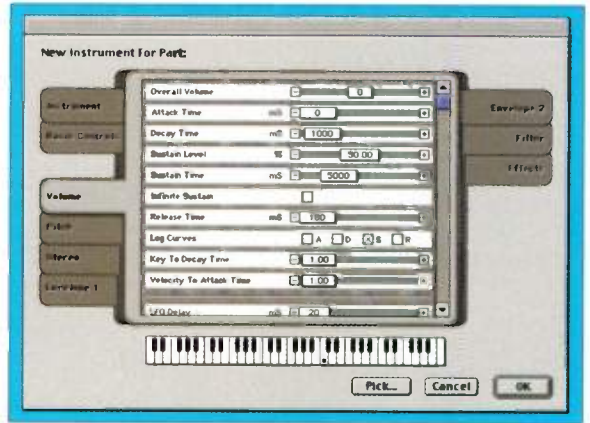 New Instrument For Part:
Instrument
Basic Controls
Volume
Pitch
Stereo
Envelope 1
Overall Volume 0
Attack Time mS 0
Decay Time mS 1000
Sustain Level % 50.00
Sustain Time mS 5000
Infinite Sustain
Release Time mS 100
Log Curves A D S R
Key To Decay Time 1.00
Velocity To Attack Time 1.00
LFO Delay mS 20
Envelope 2
Filter
Effects
Pick...
Cancel
OK